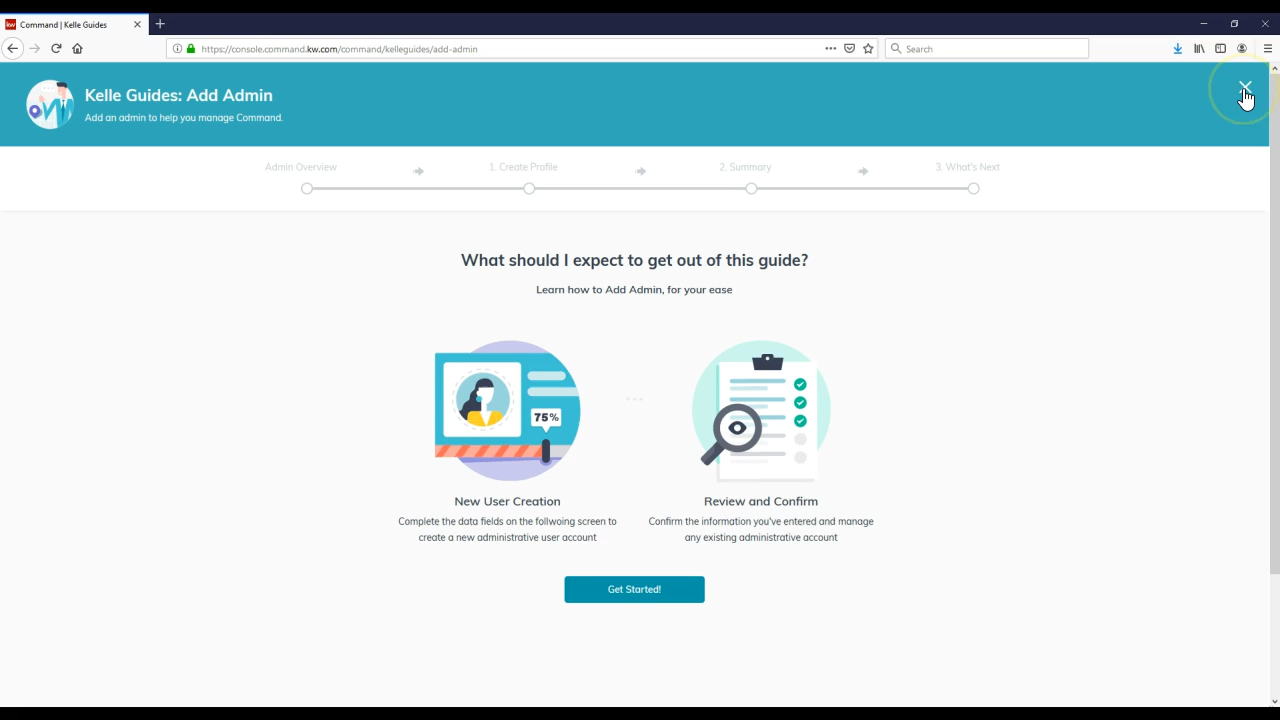 kw Command | Kelle Guides
https://console.command.kw.com/command/kelleguides/add-admin
Search
Kelle Guides: Add Admin
Add an admin to help you manage Command.
Admin Overview
1. Create Profile
2. Summary
3. What's Next
What should I expect to get out of this guide?
Learn how to Add Admin, for your ease
75%
New User Creation
Complete the data fields on the follwoing screen to
create a new administrative user account
Review and Confirm
Confirm the information you've entered and manage
any existing administrative account
Get Started!